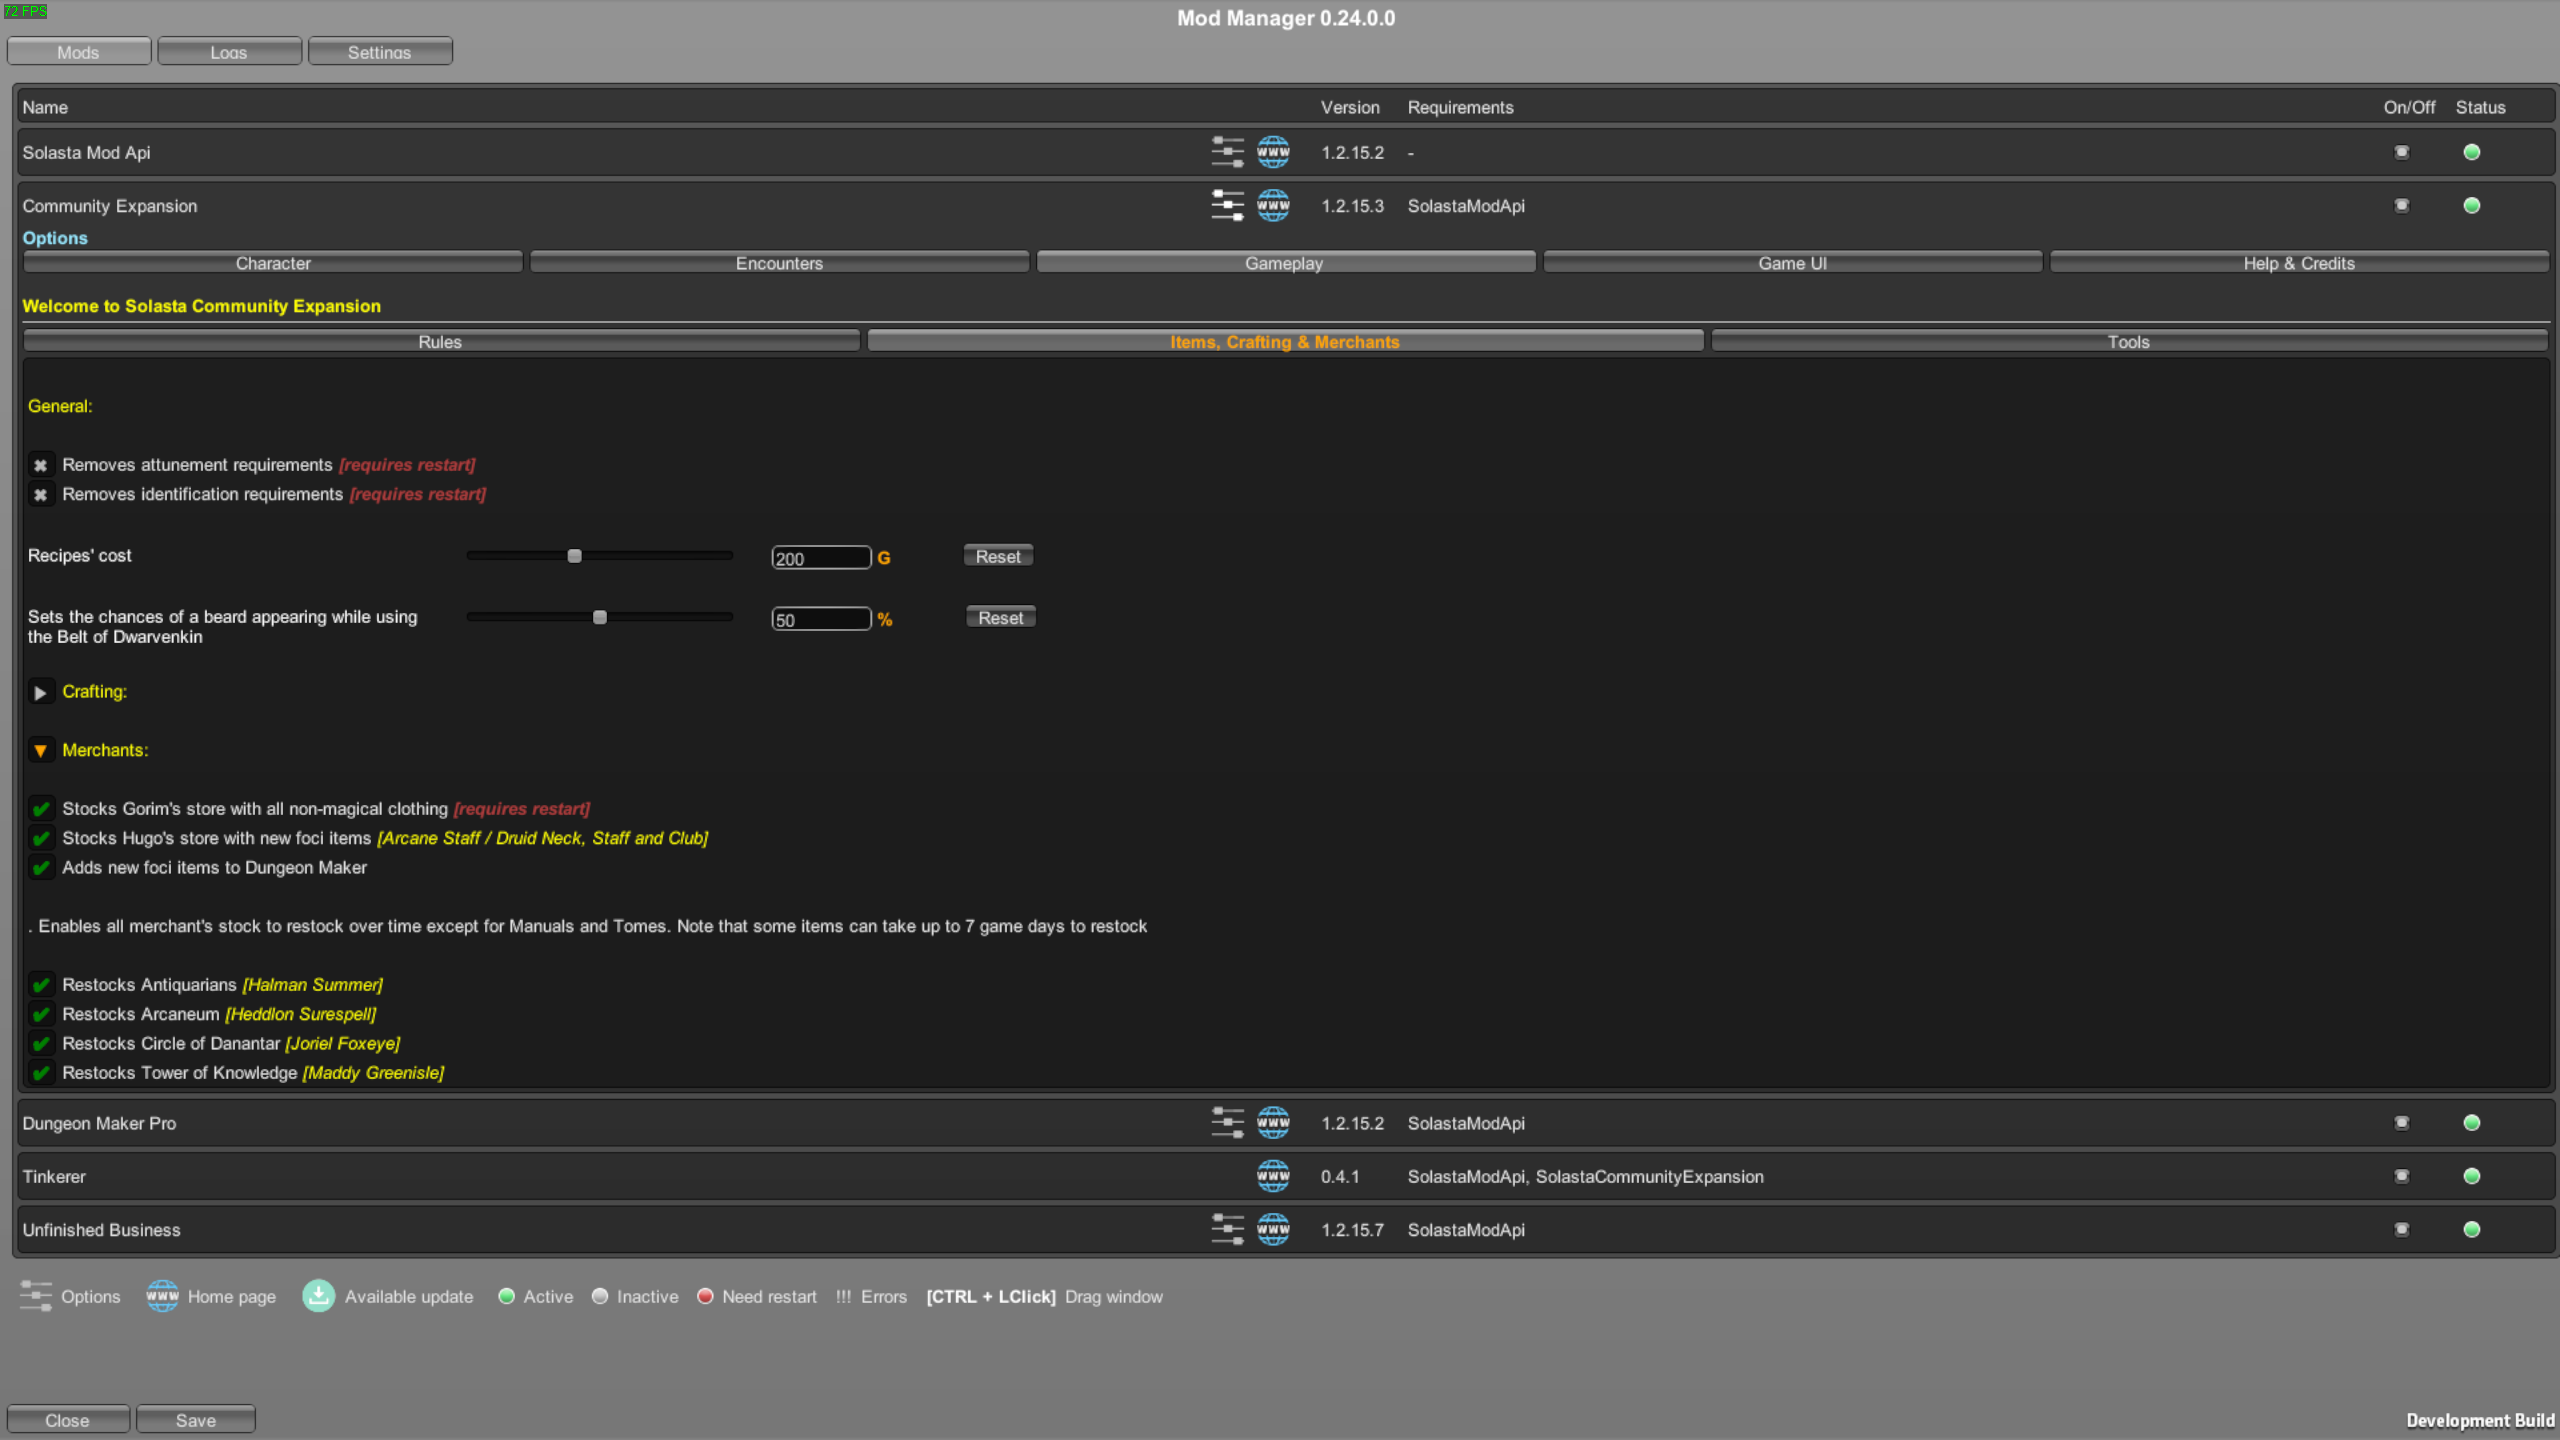 72 FPS
Mod Manager 0.24.0.0
Mods Logs Settings
Name Version Requirements On/Off Status
Solasta Mod Api www 1.2.15.2 -
Community Expansion www 1.2.15.3 SolastaModApi
Options
Character Encounters Gameplay Game UI Help & Credits
Welcome to Solasta Community Expansion
Rules Items, Crafting & Merchants Tools
General:
Removes attunement requirements [requires restart]
Removes identification requirements [requires restart]
Recipes' cost 200 G Reset
Sets the chances of a beard appearing while using 50 % Reset
the Belt of Dwarvenkin
Crafting:
Merchants:
Stocks Gorim's store with all non-magical clothing [requires restart]
Stocks Hugo's store with new foci items [Arcane Staff / Druid Neck, Staff and Club]
Adds new foci items to Dungeon Maker
. Enables all merchant's stock to restock over time except for Manuals and Tomes. Note that some items can take up to 7 game days to restock
Restocks Antiquarians [Halman Summer]
Restocks Arcaneum [Heddlon Surespell]
Restocks Circle of Danantar [Joriel Foxeye]
Restocks Tower of Knowledge [Maddy Greenisle]
Dungeon Maker Pro www 1.2.15.2 SolastaModApi
Tinkerer www 0.4.1 SolastaModApi, SolastaCommunityExpansion
Unfinished Business www 1.2.15.7 SolastaModApi
Options www Home page Available update Active Inactive Need restart !!! Errors [CTRL + LClick] Drag window
Close Save Development Build